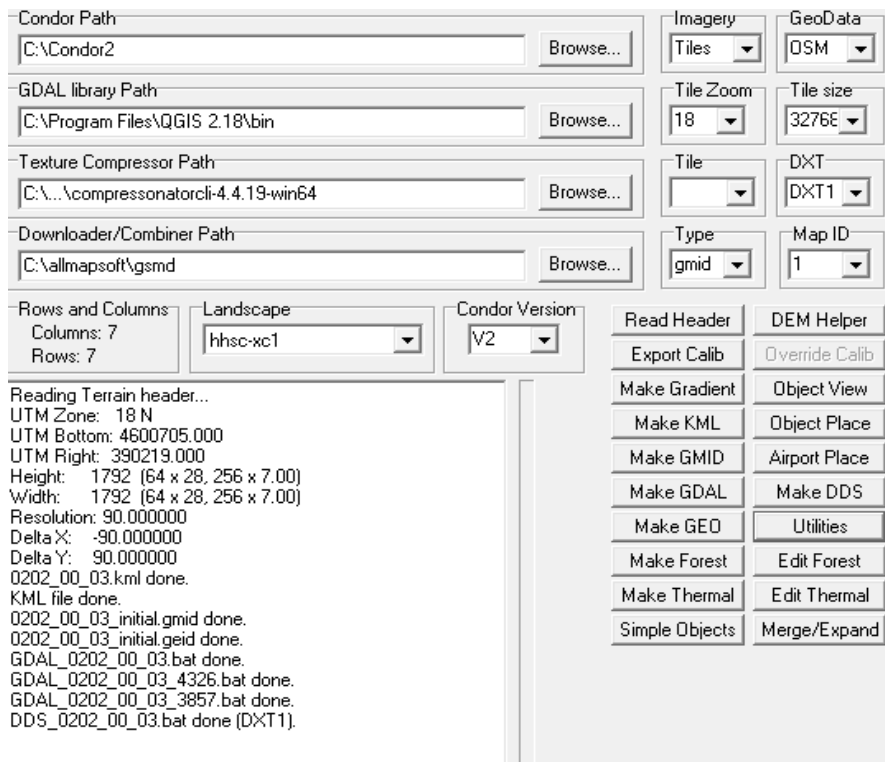 Condor Path
C:\Condor2
Browse...
Imagery
Tiles
GeoData
OSM
GDAL library Path
C:\Program Files\QGIS 2.18\bin
Browse...
Tile Zoom
18
Tile size
32768
Texture Compressor Path
C:\...\compressonatorcli-4.4.19-win64
Browse...
Tile
DXT
DXT1
Downloader/Combiner Path
C:\allmapsoft\gsmd
Browse...
Type
gmid
Map ID
1
Rows and Columns
Columns: 7
Rows: 7
Landscape
hhsc-xc1
Condor Version
V2
Read Header
DEM Helper
Export Calib
Override Calib
Make Gradient
Object View
Make KML
Object Place
Make GMID
Airport Place
Make GDAL
Make DDS
Make GEO
Utilities
Make Forest
Edit Forest
Make Thermal
Edit Thermal
Simple Objects
Merge/Expand
Reading Terrain header...
UTM Zone: 18 N
UTM Bottom: 4600705.000
UTM Right: 390219.000
Height: 1792 (64 x 28, 256 x 7.00)
Width: 1792 (64 x 28, 256 x 7.00)
Resolution: 90.000000
Delta X: -90.000000
Delta Y: 90.000000
0202_00_03.kml done.
KML file done.
0202_00_03_initial.gmid done.
0202_00_03_initial.geid done.
GDAL_0202_00_03.bat done.
GDAL_0202_00_03_4326.bat done.
GDAL_0202_00_03_3857.bat done.
DDS_0202_00_03.bat done (DXT1).